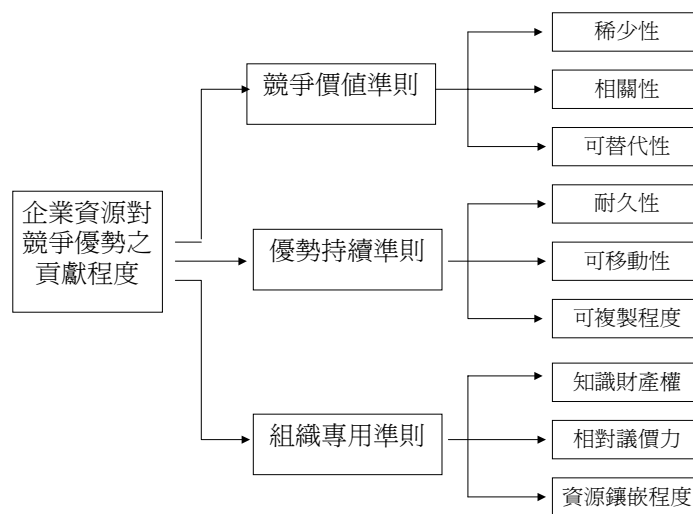 企業資源對
競爭優勢之
貢獻程度
競爭價值準則
稀少性
相關性
可替代性
優勢持續準則
耐久性
可移動性
可複製程度
組織專用準則
知識財產權
相對議價力
資源鑲嵌程度